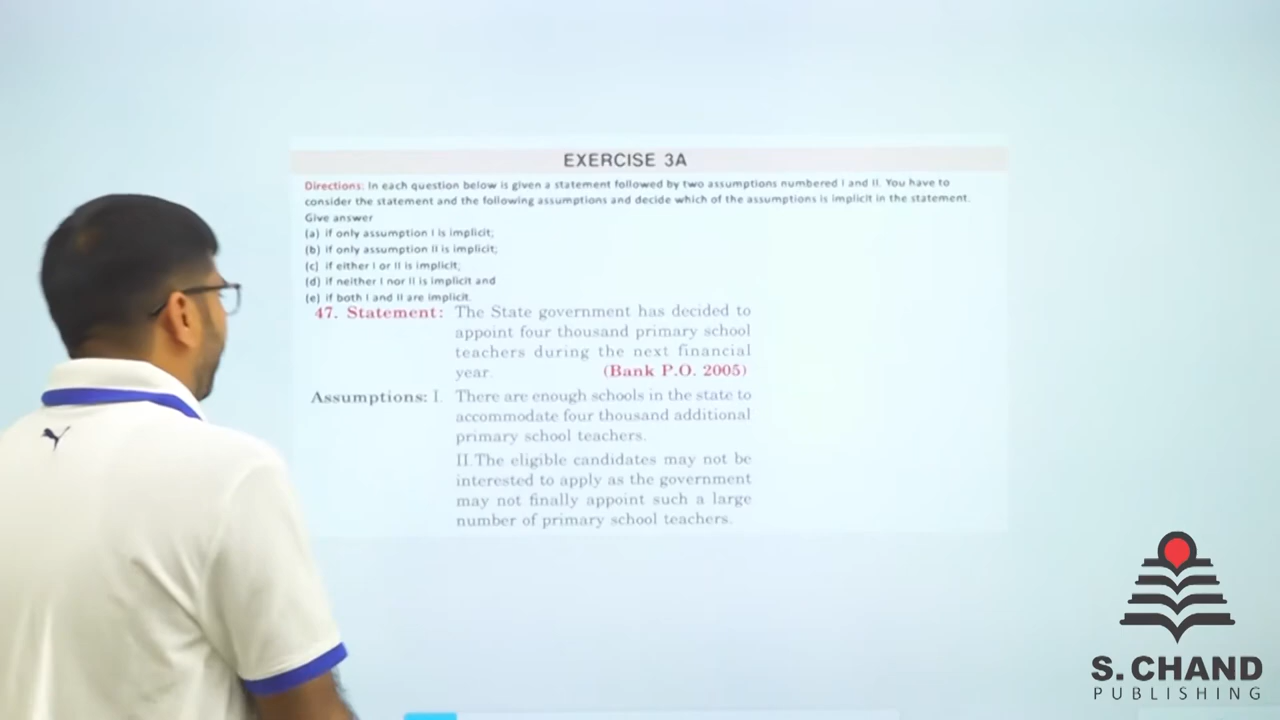 EXERCISE 3A
Directions: In each question below is given a statement followed by two assumptions numbered I and II. You have to
consider the statement and the following assumptions and decide which of the assumptions is implicit in the statement.
Give answer
(a) if only assumption I is implicit;
(b) if only assumption II is implicit;
(c) if either I or II is implicit;
(d) if neither I nor II is implicit and
(e) if both I and II are implicit.
47. Statement: The State government has decided to
appoint four thousand primary school
teachers during the next financial
year. (Bank P.O. 2005)
Assumptions: I. There are enough schools in the state to
accommodate four thousand additional
primary school teachers.
II. The eligible candidates may not be
interested to apply as the government
may not finally appoint such a large
number of primary school teachers.
S. CHAND
PUBLISHING